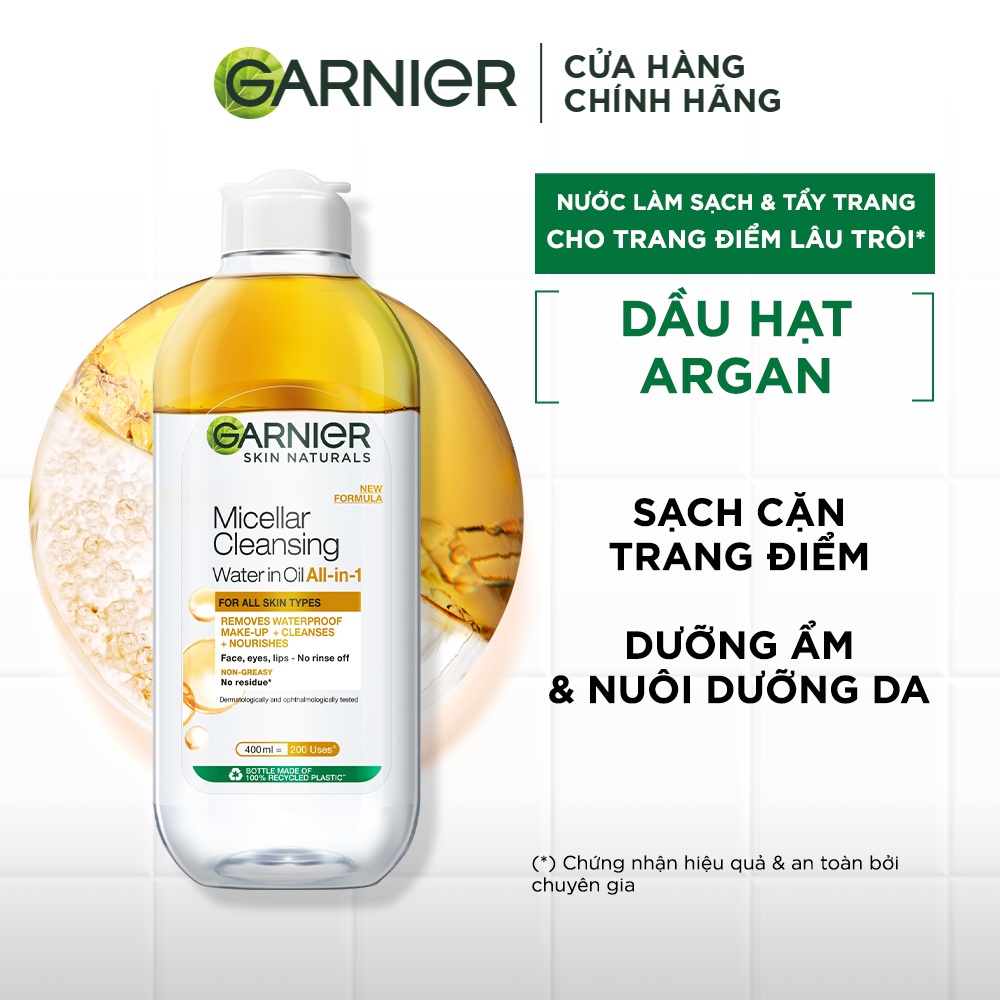 GARNIER
CỬA HÀNG
CHÍNH HÃNG
NƯỚC LÀM SẠCH & TẨY TRANG
CHO TRANG ĐIỂM LÂU TRÔI*
DẦU HẠT
ARGAN
SẠCH CẶN
TRANG ĐIỂM
DƯỠNG ẨM
& NUÔI DƯỠNG DA
(*) Chứng nhận hiệu quả & an toàn bởi
chuyên gia
GARNIER
SKIN NATURALS
NEW
FORMULA
Micellar
Cleansing
Water in Oil All-in-1
FOR ALL SKIN TYPES
REMOVES WATERPROOF
MAKE-UP + CLEANSES
+ NOURISHES
Face, eyes, lips - No rinse off
NON-GREASY
No residue*
Dermatologically and ophthalmologically tested
400 ml = 200 Uses^
BOTTLE MADE OF
100% RECYCLED PLASTIC**